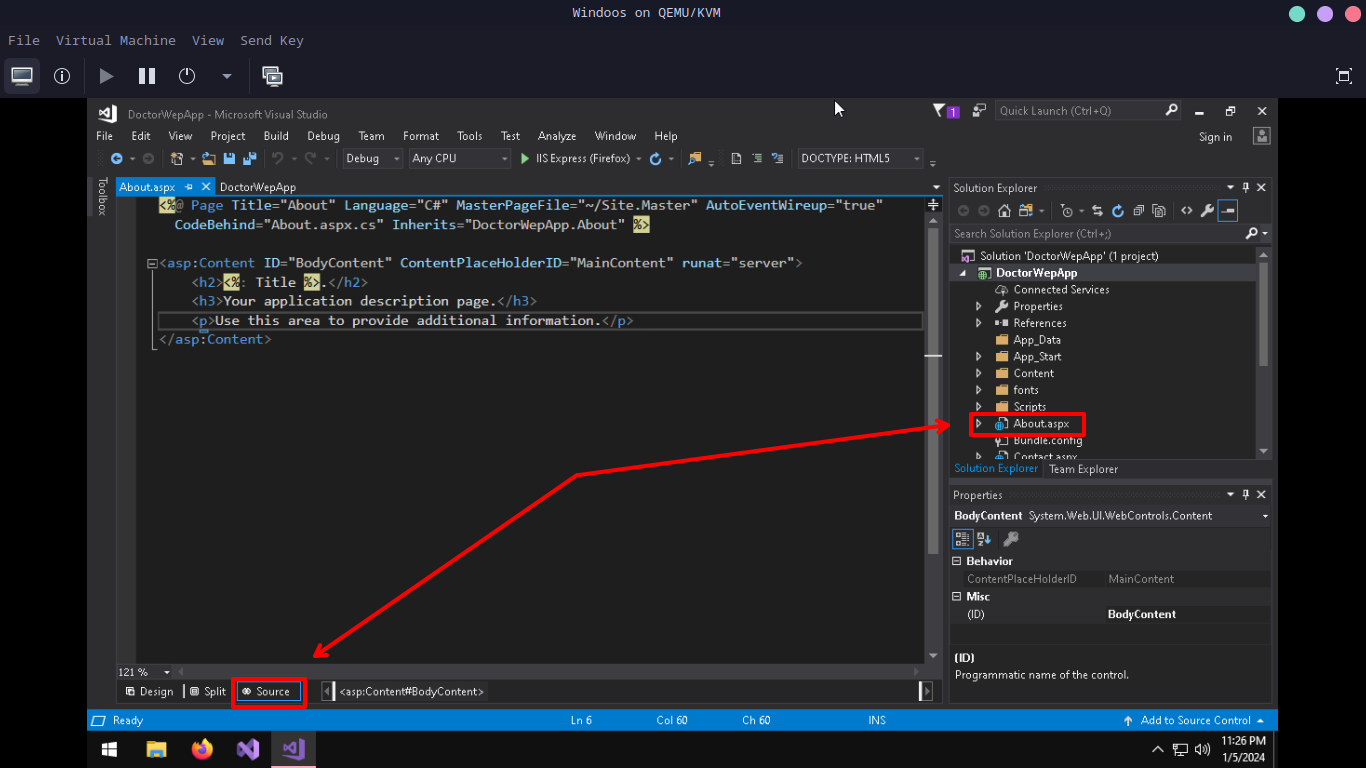 Windoos on QEMU/KVM
File Virtual Machine View Send Key
DoctorWepApp - Microsoft Visual Studio
1
Quick Launch (Ctrl+Q)
File Edit View Project Build Debug Team Format Tools Test Analyze Window Help
Sign in
Debug Any CPU IIS Express (Firefox) DOCTYPE: HTML5
Toolbox
About.aspx DoctorWepApp
<%@ Page Title="About" Language="C#" MasterPageFile="~/Site.Master" AutoEventWireup="true"
CodeBehind="About.aspx.cs" Inherits="DoctorWepApp.About" %>
<asp:Content ID="BodyContent" ContentPlaceHolderID="MainContent" runat="server">
<h2><%: Title %>.</h2>
<h3>Your application description page.</h3>
<p>Use this area to provide additional information.</p>
</asp:Content>
121 %
Design Split Source <asp:Content#BodyContent>
Solution Explorer
Search Solution Explorer (Ctrl+;)
Solution 'DoctorWepApp' (1 project)
DoctorWepApp
Connected Services
Properties
References
App_Data
App_Start
Content
fonts
Scripts
About.aspx
Bundle.config
Contact.aspx
Solution Explorer Team Explorer
Properties
BodyContent System.Web.UI.WebControls.Content
Behavior
ContentPlaceHolderID MainContent
Misc
(ID) BodyContent
(ID)
Programmatic name of the control.
Ready Ln 6 Col 60 Ch 60 INS Add to Source Control
11:26 PM
1/5/2024